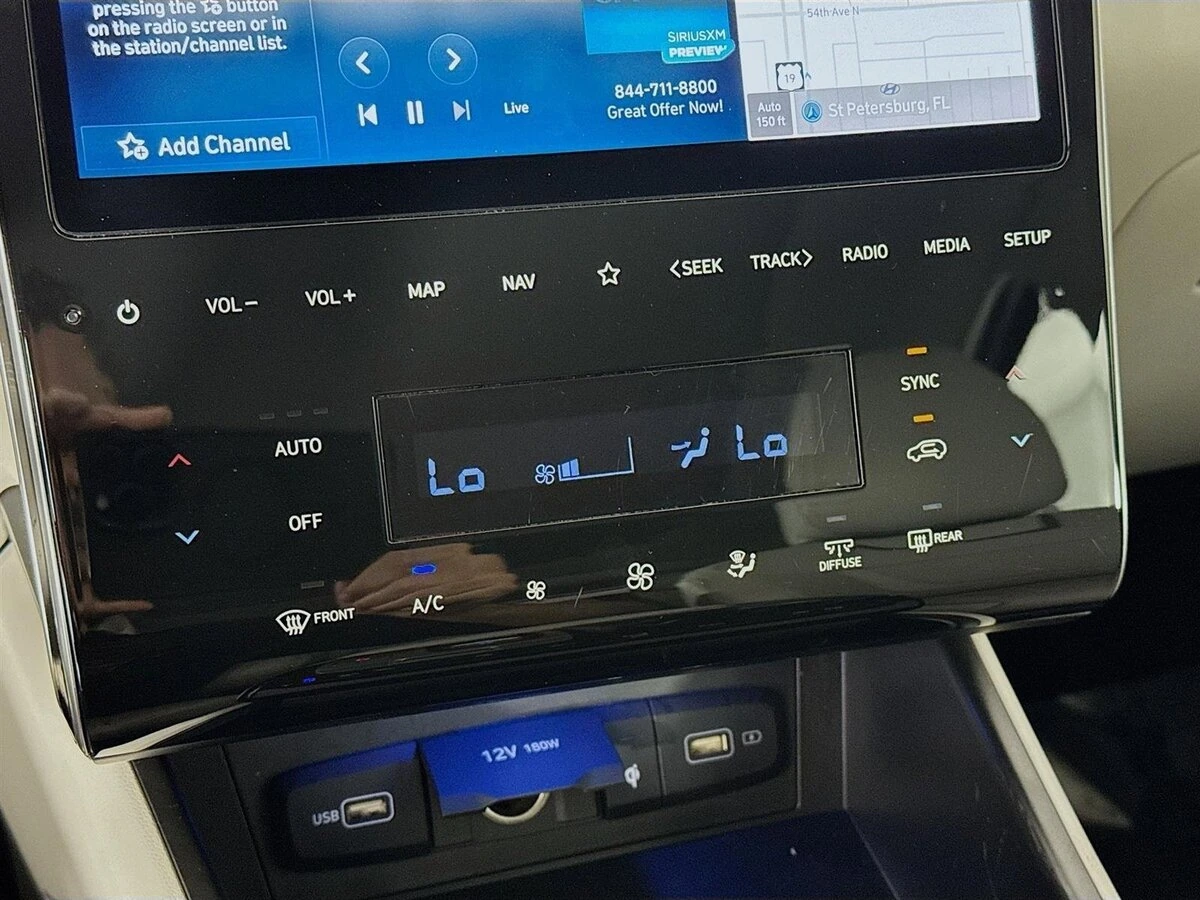 pressing the button
on the radio screen or in
the station/channel list.
Add Channel
Live
SIRIUSXM
PREVIEW
844-711-8800
Great Offer Now!
54th Ave N
19
Auto
150 ft
St Petersburg, FL
VOL-
VOL+
MAP
NAV
<SEEK
TRACK>
RADIO
MEDIA
SETUP
AUTO
OFF
Lo
Lo
SYNC
FRONT
A/C
DIFFUSE
REAR
USB
12V 180W